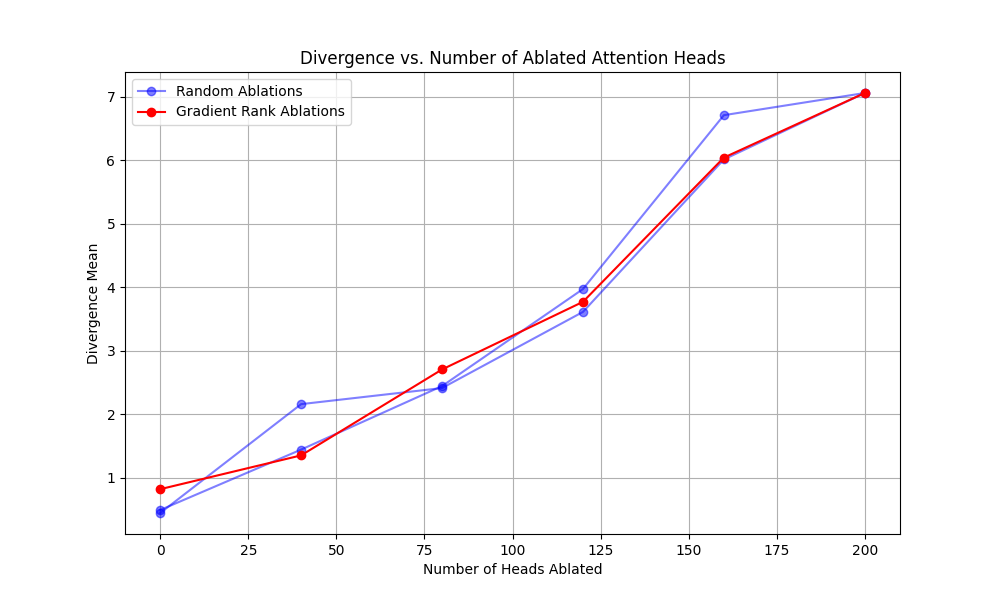 Divergence vs. Number of Ablated Attention Heads
Random Ablations
Gradient Rank Ablations
Divergence Mean
7
6
5
4
3
2
1
0 25 50 75 100 125 150 175 200
Number of Heads Ablated